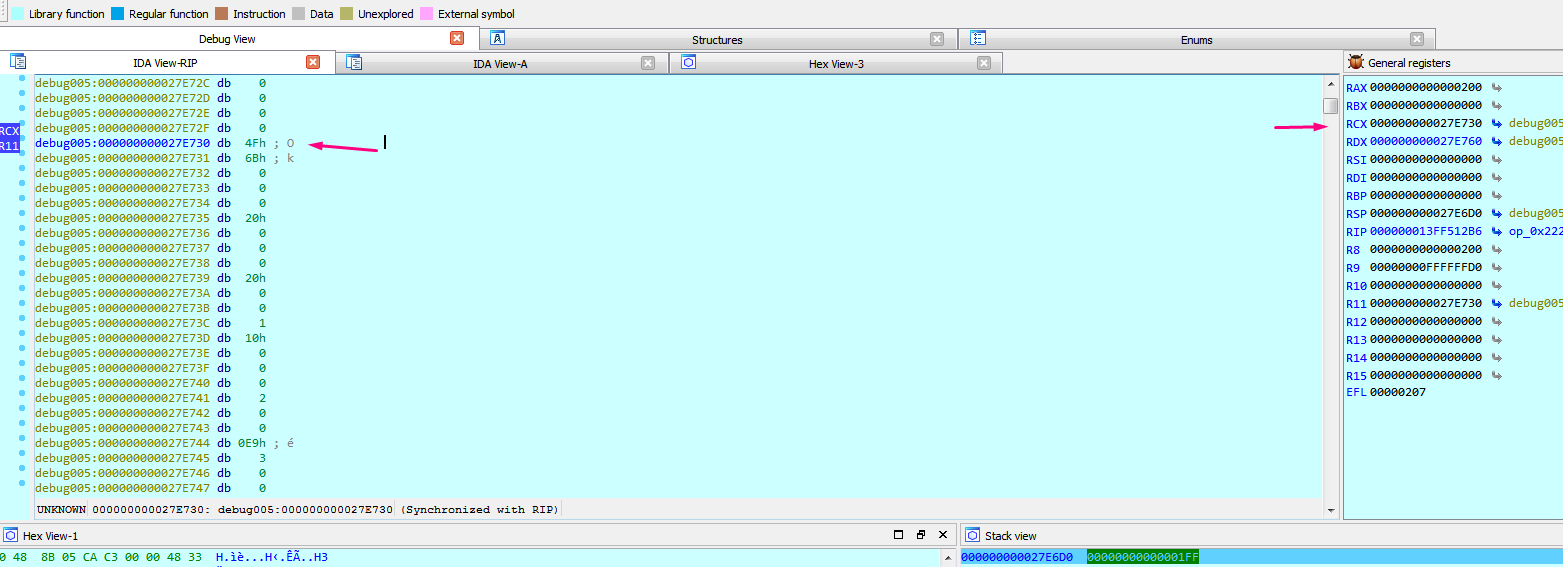 Library function Regular function Instruction Data Unexplored External symbol
Debug View Structures Enums
IDA View-RIP IDA View-A Hex View-3 General registers
debug005:000000000027E72C db 0
debug005:000000000027E72D db 0
debug005:000000000027E72E db 0
debug005:000000000027E72F db 0
debug005:000000000027E730 db 4Fh ; O
debug005:000000000027E731 db 6Bh ; k
debug005:000000000027E732 db 0
debug005:000000000027E733 db 0
debug005:000000000027E734 db 0
debug005:000000000027E735 db 20h
debug005:000000000027E736 db 0
debug005:000000000027E737 db 0
debug005:000000000027E738 db 0
debug005:000000000027E739 db 20h
debug005:000000000027E73A db 0
debug005:000000000027E73B db 0
debug005:000000000027E73C db 1
debug005:000000000027E73D db 10h
debug005:000000000027E73E db 0
debug005:000000000027E73F db 0
debug005:000000000027E740 db 0
debug005:000000000027E741 db 2
debug005:000000000027E742 db 0
debug005:000000000027E743 db 0
debug005:000000000027E744 db 0E9h ; é
debug005:000000000027E745 db 3
debug005:000000000027E746 db 0
debug005:000000000027E747 db 0
RCX
R11
UNKNOWN 000000000027E730: debug005:000000000027E730 (Synchronized with RIP)
RAX 0000000000000200
RBX 0000000000000000
RCX 000000000027E730 debug005
RDX 000000000027E760 debug005
RSI 0000000000000000
RDI 0000000000000000
RBP 0000000000000000
RSP 000000000027E6D0 debug005
RIP 000000013FF512B6 op_0x222
R8 0000000000000200
R9 00000000FFFFFFD0
R10 0000000000000000
R11 000000000027E730 debug005
R12 0000000000000000
R13 0000000000000000
R14 0000000000000000
R15 0000000000000000
EFL 00000207
Hex View-1 Stack view
0 48 8B 05 CA C3 00 00 48 33 H.ìè...H‹.ÊÃ..H3
000000000027E6D0 00000000000001FF